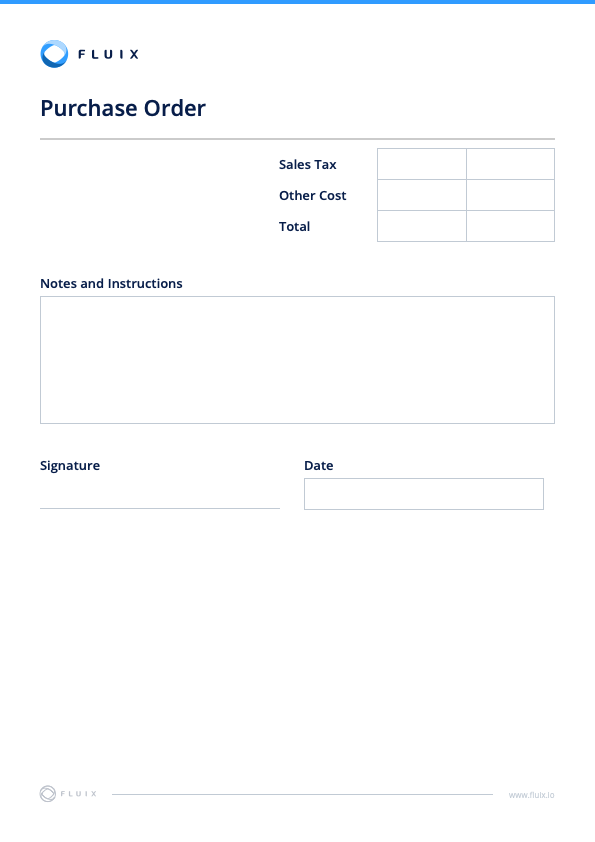 FLUIX
Purchase Order
Sales Tax
Other Cost
Total
Notes and Instructions
Signature
Date
FLUIX
www.fluix.io